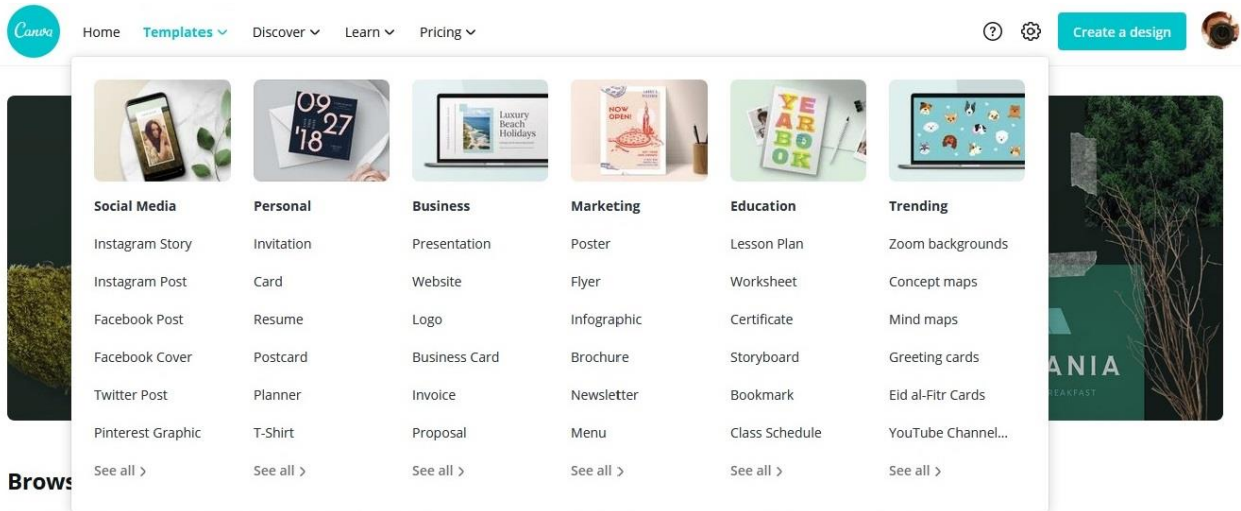 Canva
Home
Templates
Discover
Learn
Pricing
?
Create a design
09
27
'18
Luxury
Beach
Holidays
NOW
OPEN!
YE
AR
BO
OK
Social Media
Personal
Business
Marketing
Education
Trending
Instagram Story
Invitation
Presentation
Poster
Lesson Plan
Zoom backgrounds
Instagram Post
Card
Website
Flyer
Worksheet
Concept maps
Facebook Post
Resume
Logo
Infographic
Certificate
Mind maps
Facebook Cover
Postcard
Business Card
Brochure
Storyboard
Greeting cards
Twitter Post
Planner
Invoice
Newsletter
Bookmark
Eid al-Fitr Cards
Pinterest Graphic
T-Shirt
Proposal
Menu
Class Schedule
YouTube Channel...
See all >
See all >
See all >
See all >
See all >
See all >
ANIA
REAKFAST
Brows